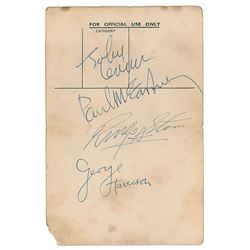 FOR OFFICIAL USE ONLY
CATEGORY
John
Lennon
Paul McCartney
Ringo Starr
George
Harrison